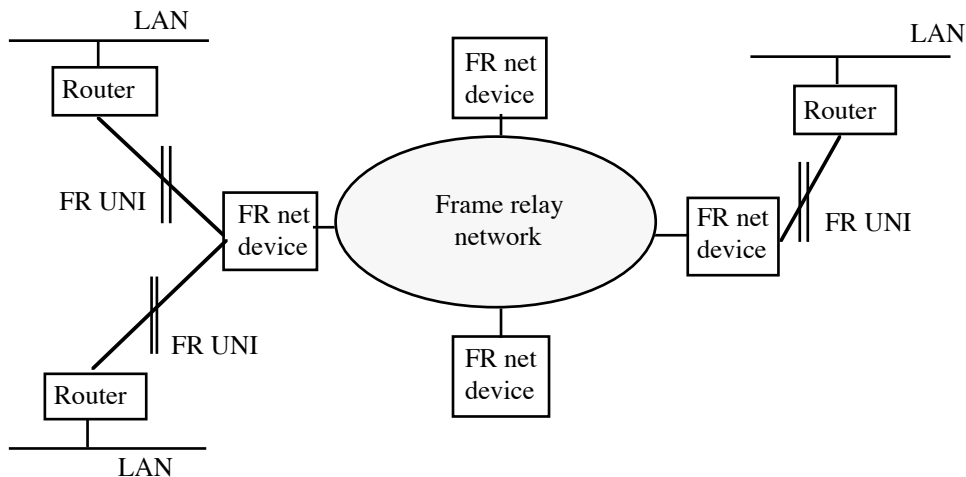 LAN
LAN
FR net
device
Router
Router
FR UNI
FR net
device
Frame relay
network
FR net
device
FR UNI
FR UNI
FR net
device
Router
LAN